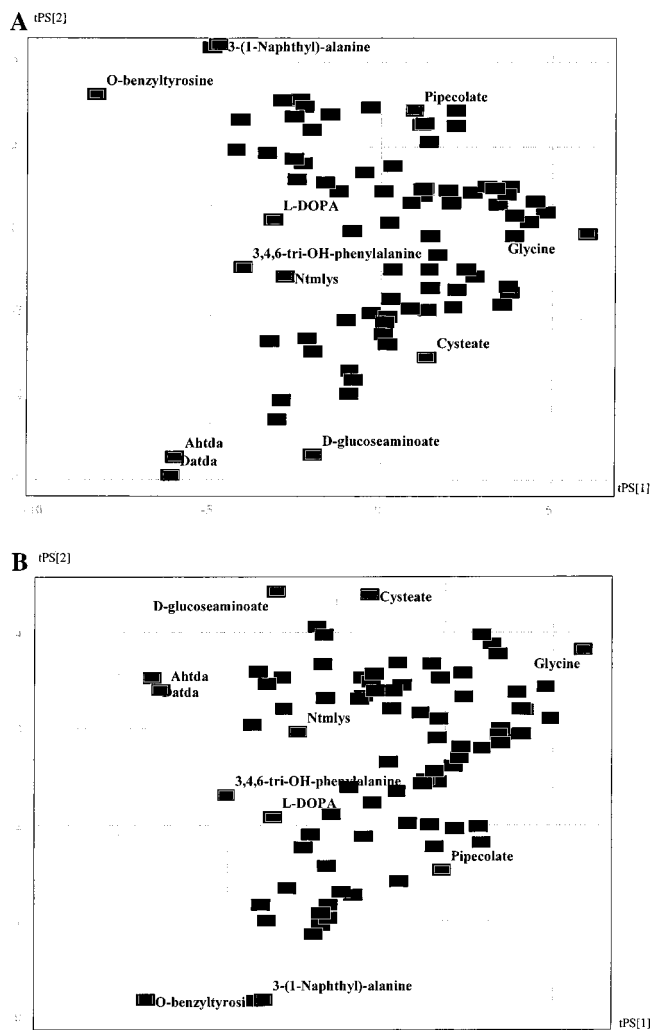 A
tPS[2]
3-(1-Naphthyl)-alanine
O-benzyltyrosine
Pipecolate
L-DOPA
3,4,6-tri-OH-phenylalanine
Glycine
Ntmlys
Cysteate
Ahtda
Datda
D-glucoseaminoate
tPS[1]
-10
-5
0
5
B
tPS[2]
D-glucoseaminoate
Cysteate
Glycine
Ahtda
Datda
Ntmlys
3,4,6-tri-OH-phenylalanine
L-DOPA
Pipecolate
3-(1-Naphthyl)-alanine
O-benzyltyrosine
tPS[1]